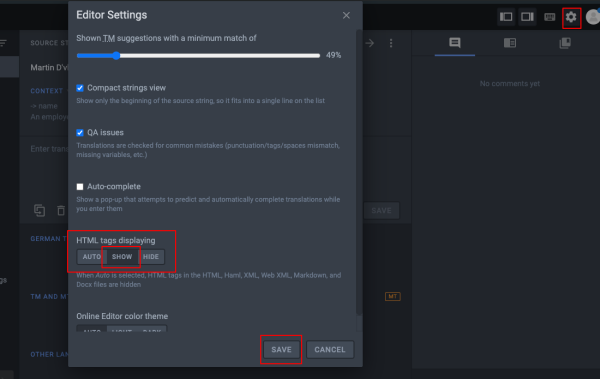 Editor Settings
SOURCE ST
Shown TM suggestions with a minimum match of
49%
Martin D'v
CONTEXT
-> name
An employ
Compact strings view
Show only the beginning of the source string, so it fits into a single line on the list
No comments yet
QA issues
Translations are checked for common mistakes (punctuation/tags/spaces mismatch,
missing variables, etc.)
Enter trans
Auto-complete
Show a pop-up that attempts to predict and automatically complete translations while
you enter them
SAVE
GERMAN T
HTML tags displaying
AUTO SHOW HIDE
When Auto is selected, HTML tags in the HTML, Haml, XML, Web XML, Markdown, and
Docx files are hidden
gs
TM AND M
MT
Online Editor color theme
AUTO LIGHT DARK
OTHER LAN
SAVE CANCEL